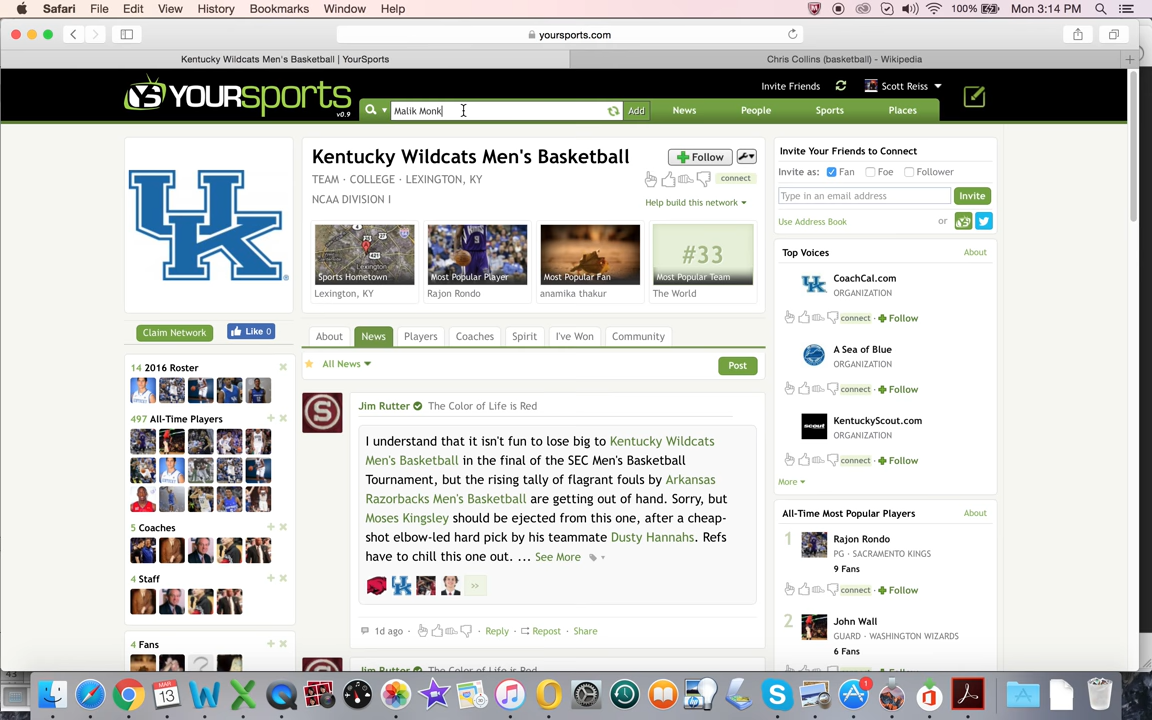 Safari File Edit View History Bookmarks Window Help 100% Mon 3:14 PM
yoursports.com
Kentucky Wildcats Men's Basketball | YourSports
Chris Collins (basketball) – Wikipedia
YOURsports v0.9
Invite Friends Scott Reiss
Malik Monk Add News People Sports Places
Kentucky Wildcats Men's Basketball
Follow
TEAM · COLLEGE · LEXINGTON, KY
connect
NCAA DIVISION I
Help build this network
Sports Hometown
Lexington, KY
Most Popular Player
Rajon Rondo
Most Popular Fan
anamika thakur
#33
Most Popular Team
The World
Claim Network Like 0
About News Players Coaches Spirit I've Won Community
All News Post
14 2016 Roster
497 All-Time Players
5 Coaches
4 Staff
4 Fans
Jim Rutter The Color of Life is Red
I understand that it isn't fun to lose big to Kentucky Wildcats
Men's Basketball in the final of the SEC Men's Basketball
Tournament, but the rising tally of flagrant fouls by Arkansas
Razorbacks Men's Basketball are getting out of hand. Sorry, but
Moses Kingsley should be ejected from this one, after a cheap-
shot elbow-led hard pick by his teammate Dusty Hannahs. Refs
have to chill this one out. ... See More
>>
1d ago · Reply · Repost · Share
Jim Rutter The Color of Life is Red
Invite Your Friends to Connect
Invite as: Fan Foe Follower
Type in an email address Invite
Use Address Book or
Top Voices About
CoachCal.com
ORGANIZATION
connect · Follow
A Sea of Blue
ORGANIZATION
connect · Follow
scout
KentuckyScout.com
ORGANIZATION
connect · Follow
More
All-Time Most Popular Players About
1 Rajon Rondo
PG · SACRAMENTO KINGS
9 Fans
connect · Follow
2 John Wall
GUARD · WASHINGTON WIZARDS
6 Fans
MAR 13
1